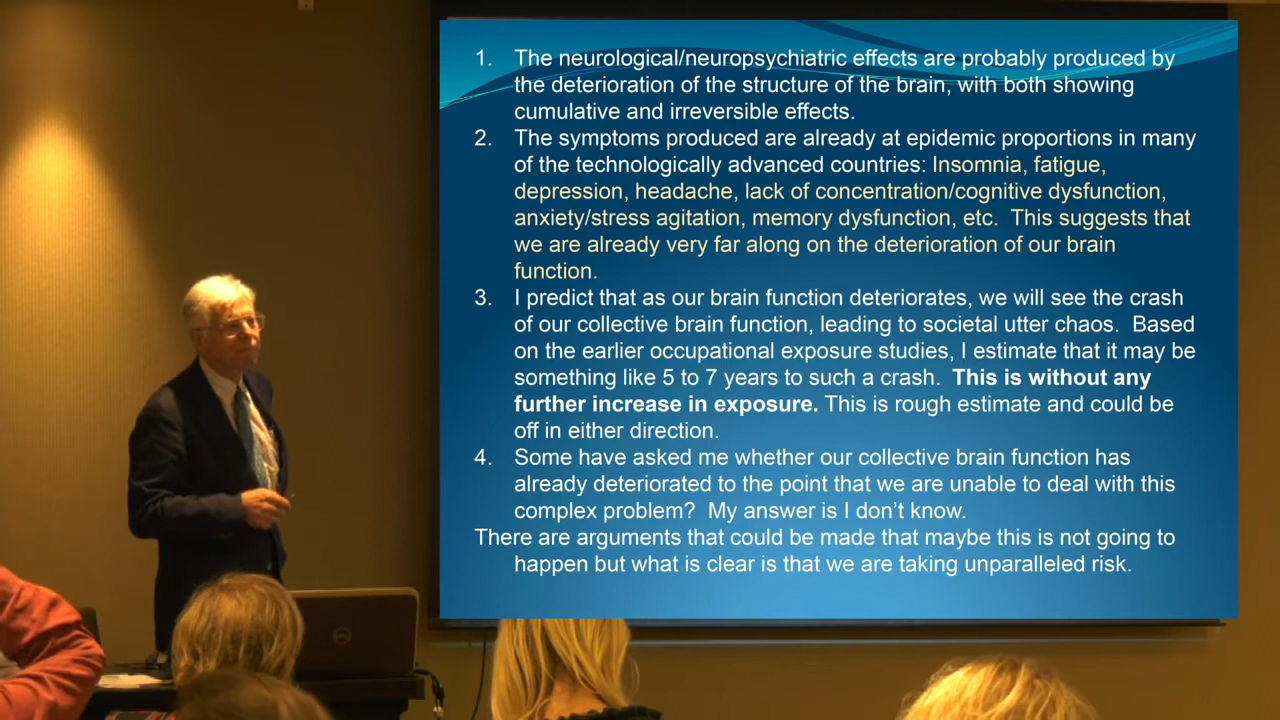 1. The neurological/neuropsychiatric effects are probably produced by
the deterioration of the structure of the brain, with both showing
cumulative and irreversible effects.
2. The symptoms produced are already at epidemic proportions in many
of the technologically advanced countries: Insomnia, fatigue,
depression, headache, lack of concentration/cognitive dysfunction,
anxiety/stress agitation, memory dysfunction, etc. This suggests that
we are already very far along on the deterioration of our brain
function.
3. I predict that as our brain function deteriorates, we will see the crash
of our collective brain function, leading to societal utter chaos. Based
on the earlier occupational exposure studies, I estimate that it may be
something like 5 to 7 years to such a crash. This is without any
further increase in exposure. This is rough estimate and could be
off in either direction.
4. Some have asked me whether our collective brain function has
already deteriorated to the point that we are unable to deal with this
complex problem? My answer is I don't know.
There are arguments that could be made that maybe this is not going to
happen but what is clear is that we are taking unparalleled risk.